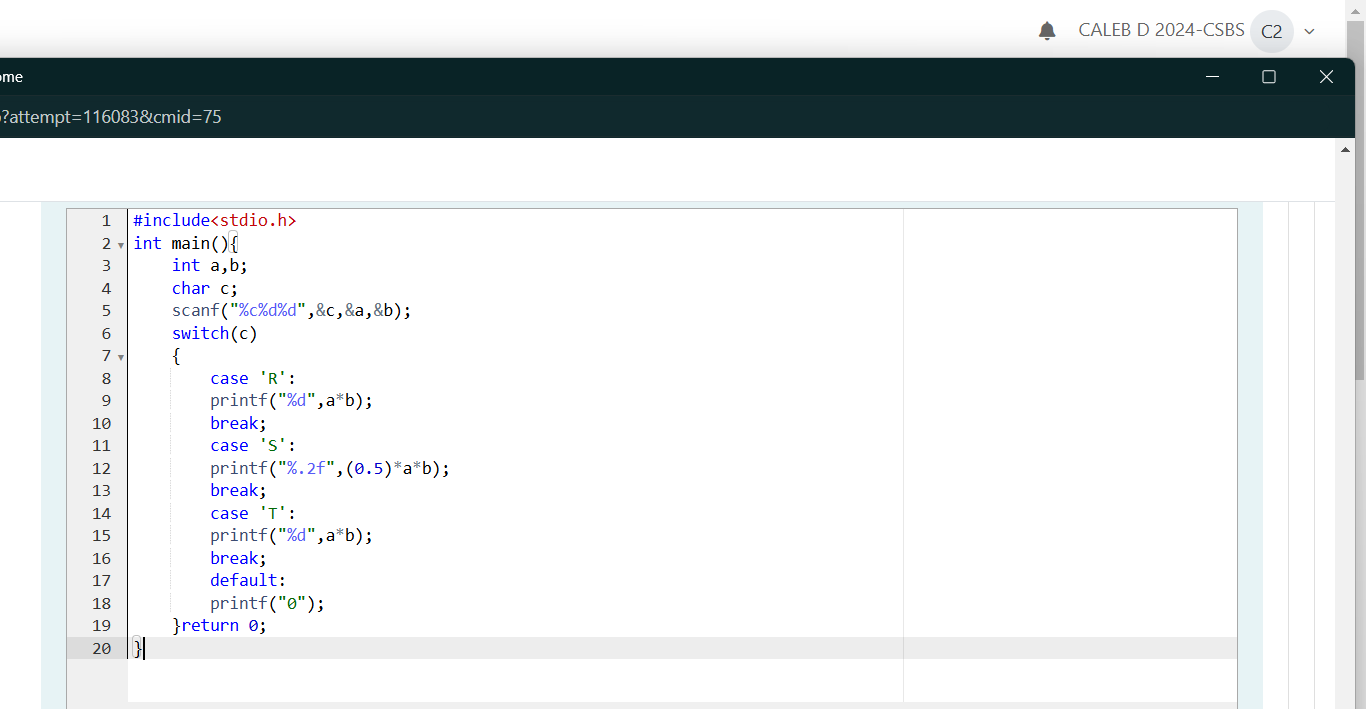 CALEB D 2024-CSBS C2
ome
?attempt=116083&cmid=75
1 #include<stdio.h>
2 int main(){
3 int a,b;
4 char c;
5 scanf("%c%d%d",&c,&a,&b);
6 switch(c)
7 {
8 case 'R':
9 printf("%d",a*b);
10 break;
11 case 'S':
12 printf("%.2f",(0.5)*a*b);
13 break;
14 case 'T':
15 printf("%d",a*b);
16 break;
17 default:
18 printf("0");
19 }return 0;
20 }